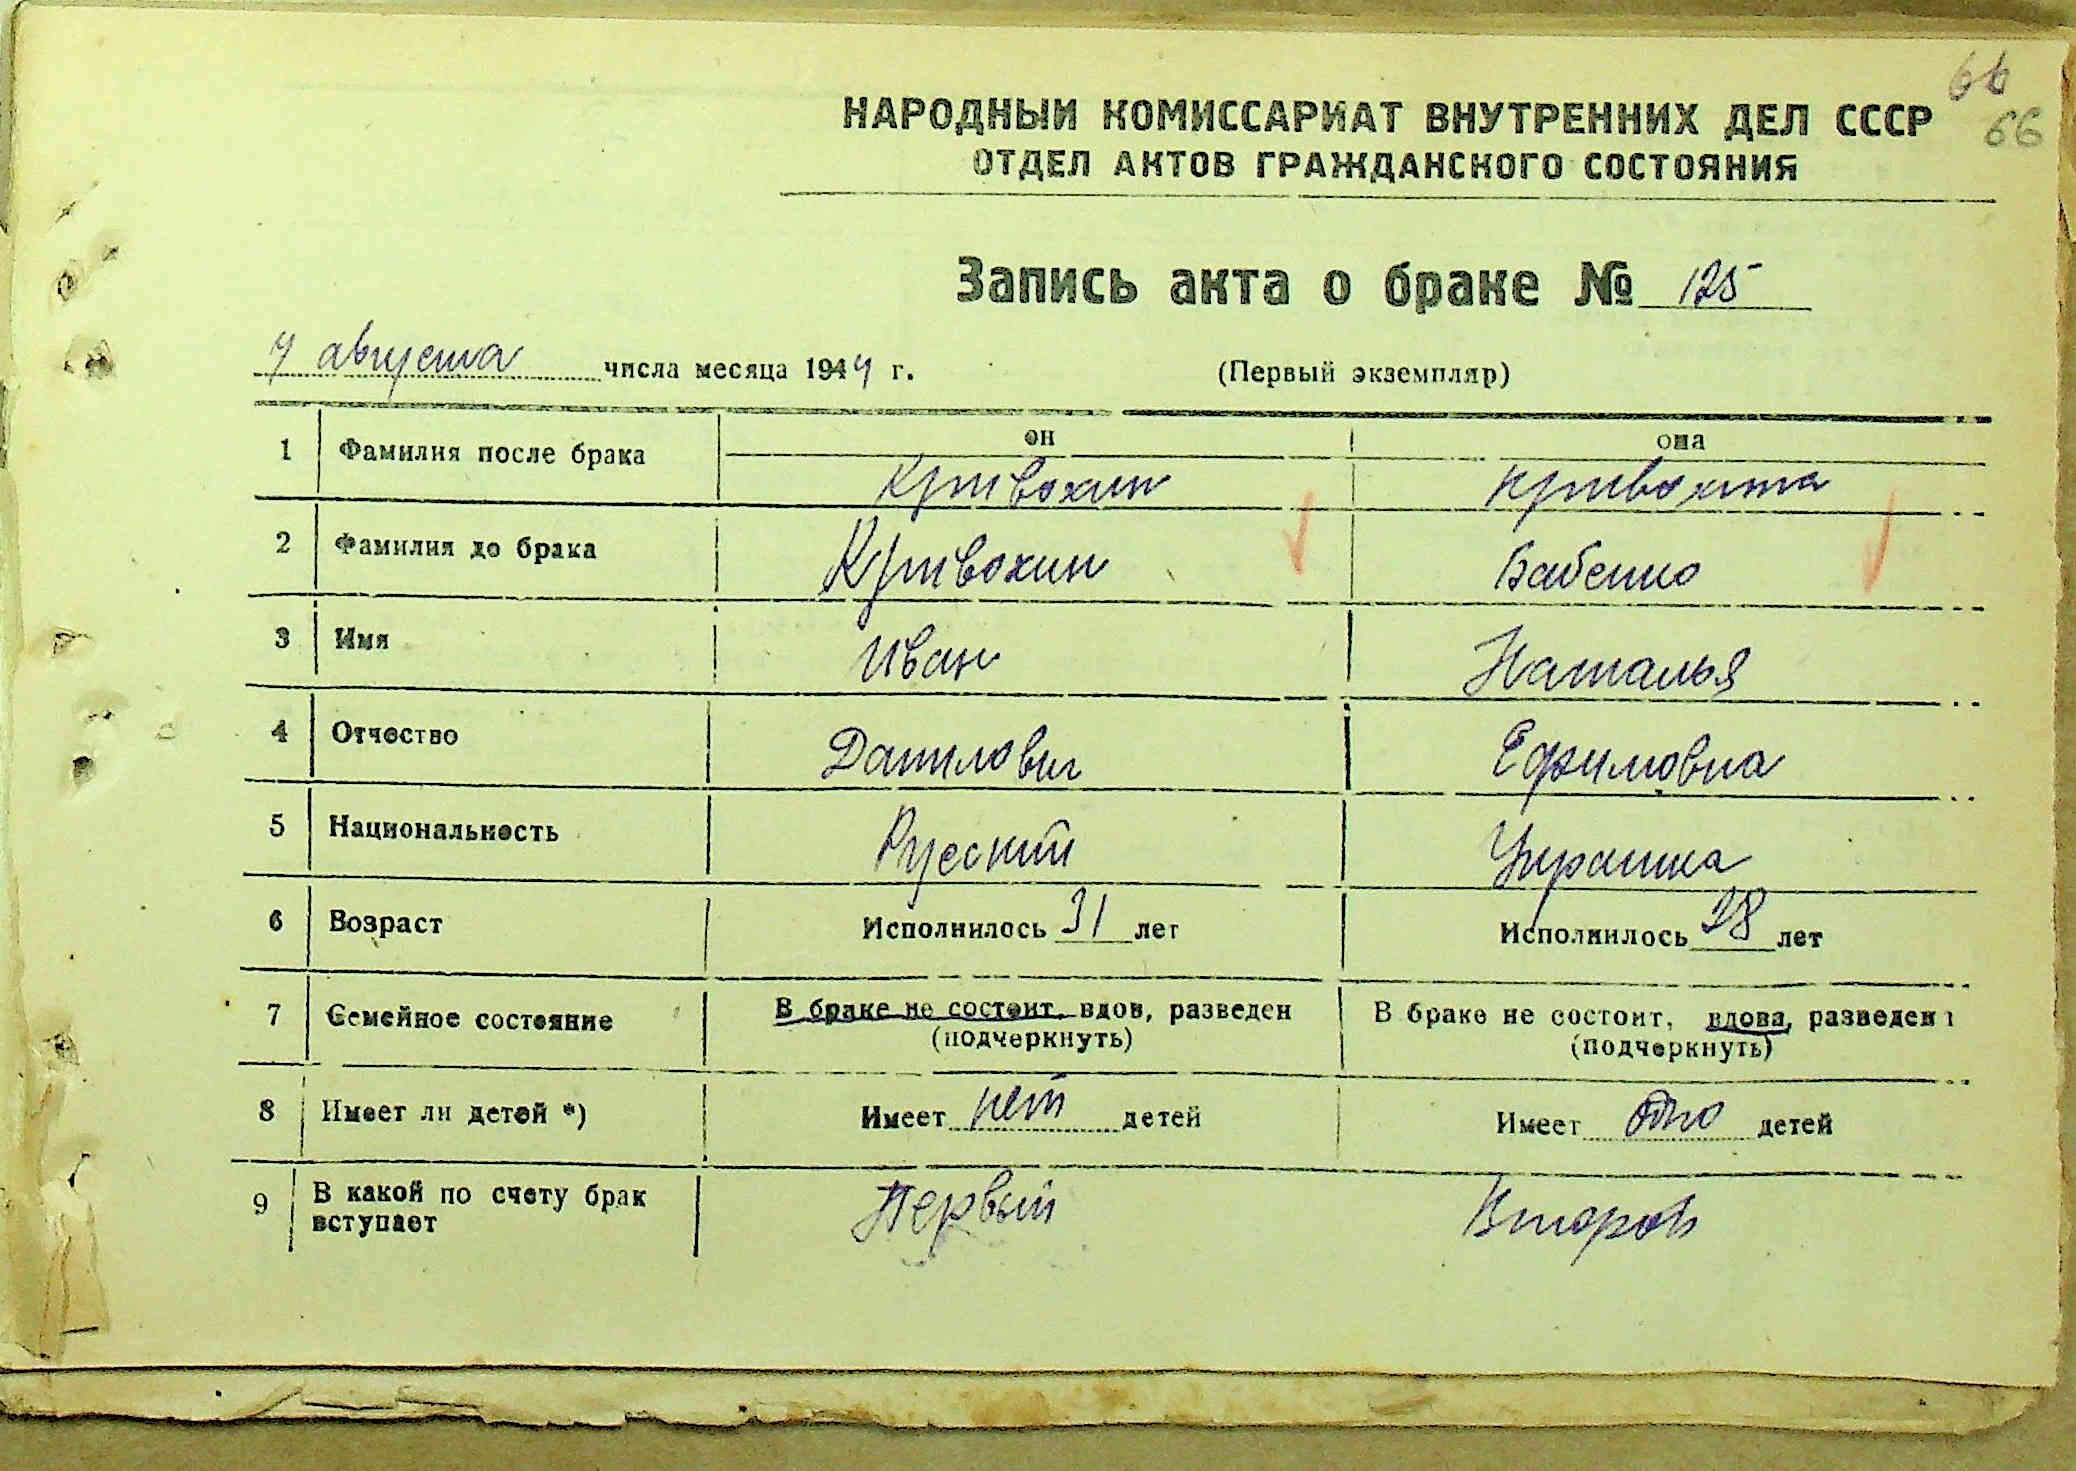 66
66
НАРОДНЫЙ КОМИССАРИАТ ВНУТРЕННИХ ДЕЛ СССР
ОТДЕЛ АКТОВ ГРАЖДАНСКОГО СОСТОЯНИЯ
Запись акта о браке № 125
7 августа числа месяца 1944 г. (Первый экземпляр)
он она
1 Фамилия после брака Кривохин Кривохина
2 Фамилия до брака Кривохин Бабенко
3 Имя Иван Наталья
4 Отчество Данилович Ефимовна
5 Национальность Русский Украинка
6 Возраст Исполнилось 31 лет Исполнилось 28 лет
7 Семейное состояние В браке не состоит, вдов, разведен В браке не состоит, вдова, разведен
(подчеркнуть) (подчеркнуть)
8 Имеет ли детей *) Имеет нет детей Имеет одно детей
9 В какой по счету брак
вступает Первый Второй